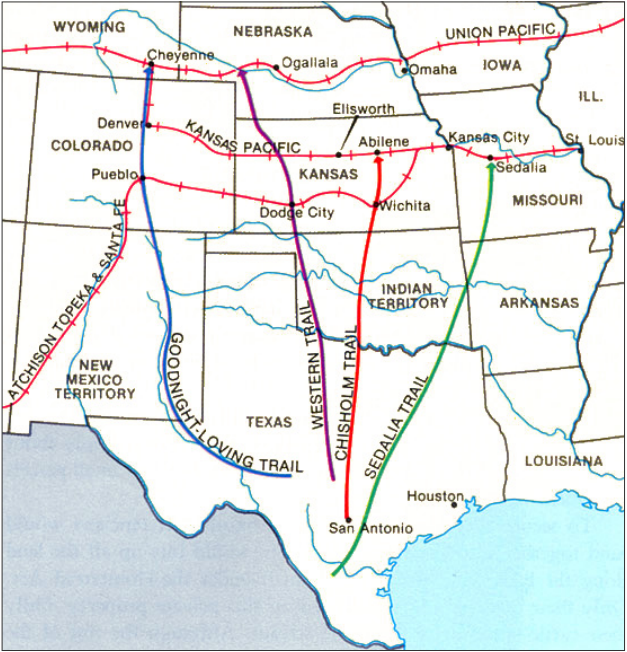 WYOMING
NEBRASKA
UNION PACIFIC
Cheyenne
Ogallala
Omaha
IOWA
ILL.
Ellsworth
Denver
KANSAS PACIFIC
Abilene
Kansas City
St. Louis
COLORADO
Sedalia
Pueblo
KANSAS
MISSOURI
Dodge City
Wichita
ATCHISON TOPEKA & SANTA FE
INDIAN
TERRITORY
ARKANSAS
NEW
MEXICO
TERRITORY
GOODNIGHT-LOVING TRAIL
WESTERN TRAIL
CHISHOLM TRAIL
SEDALIA TRAIL
TEXAS
LOUISIANA
Houston
San Antonio